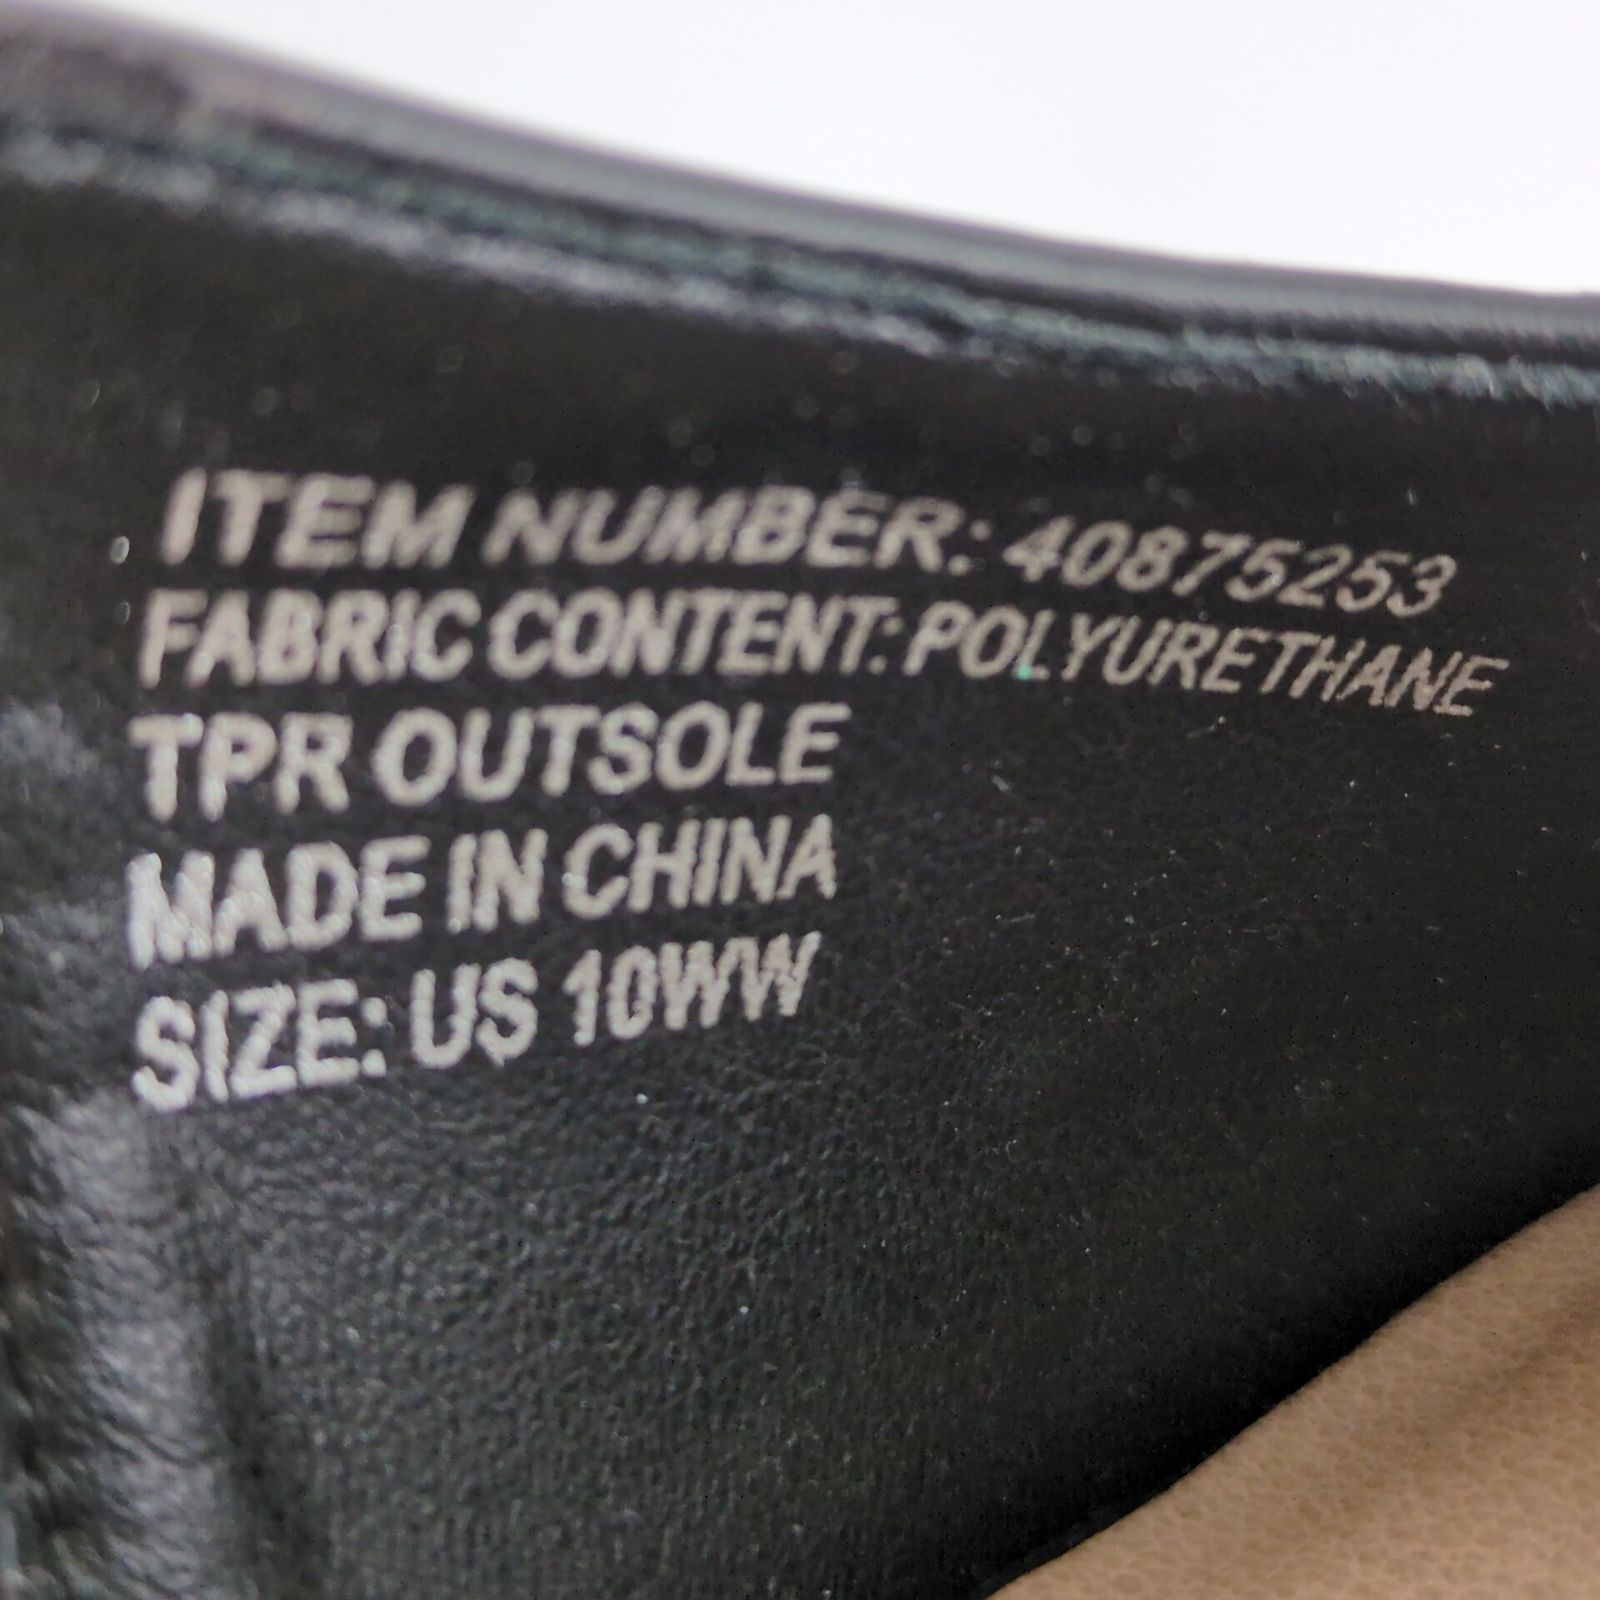 ITEM NUMBER: 40875253
FABRIC CONTENT: POLYURETHANE
TPR OUTSOLE
MADE IN CHINA
SIZE: US 10WW